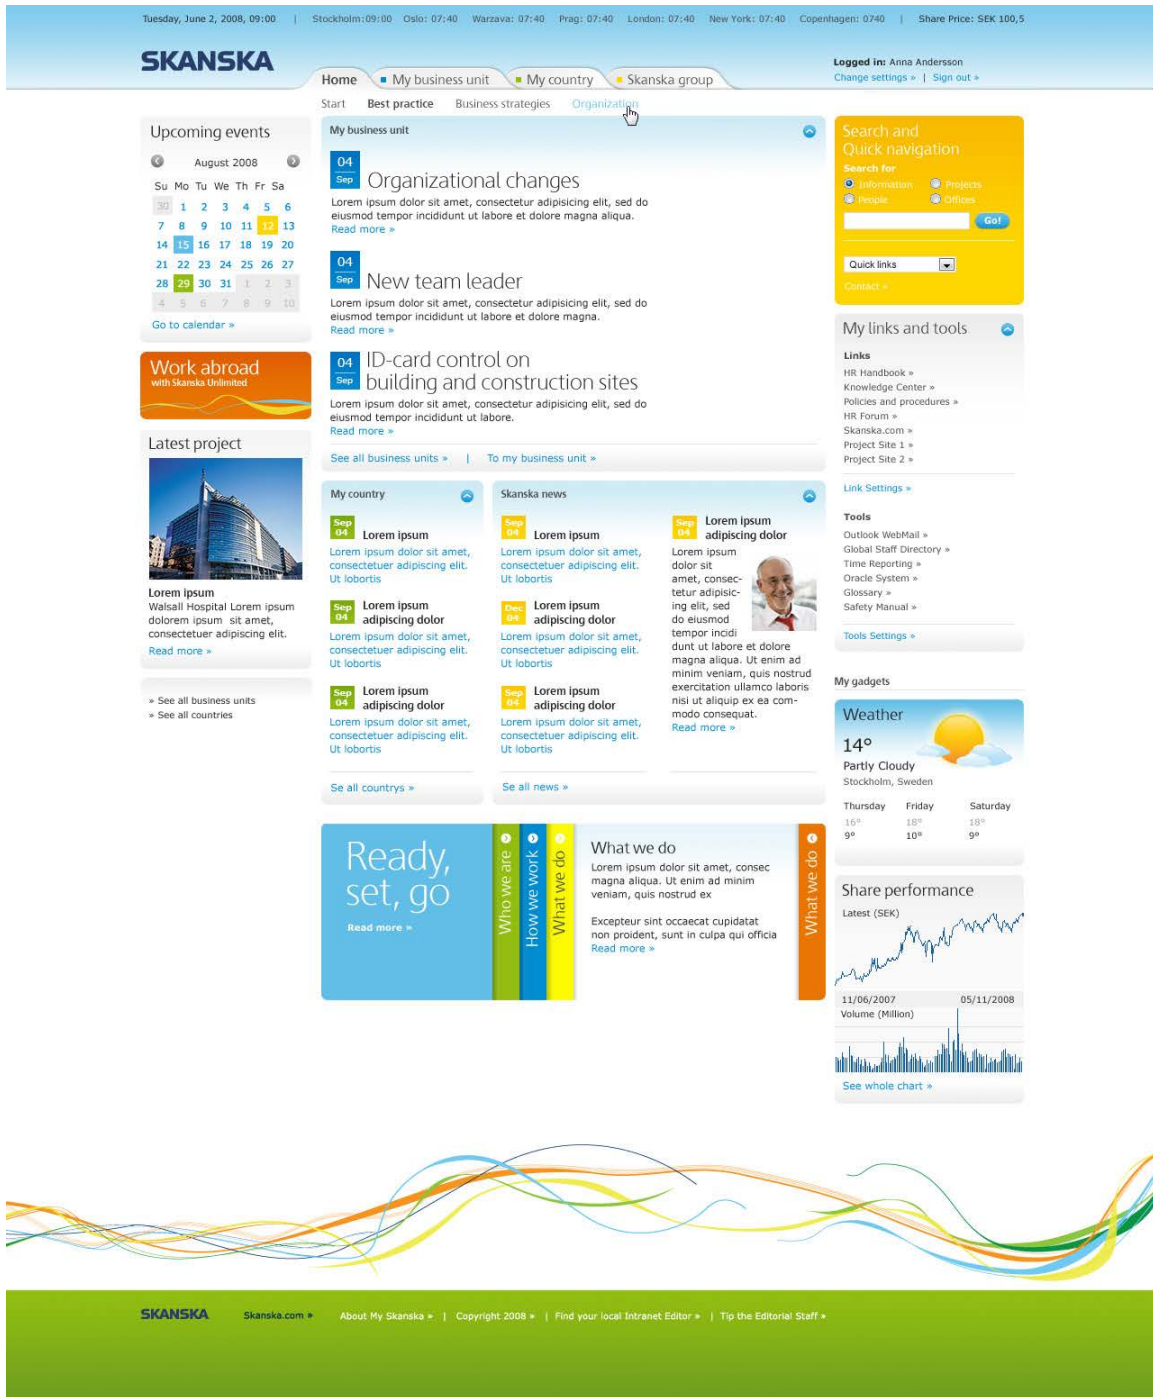 Tuesday, June 2, 2008, 09:00 | Stockholm:09:00 Oslo: 07:40 Warzava: 07:40 Prag: 07:40 London: 07:40 New York: 07:40 Copenhagen: 0740 | Share Price: SEK 100,5
SKANSKA
Logged in: Anna Andersson
Change settings » | Sign out »
Home My business unit My country Skanska group
Start Best practice Business strategies Organization
Upcoming events
August 2008
Su Mo Tu We Th Fr Sa
30 1 2 3 4 5 6
7 8 9 10 11 12 13
14 15 16 17 18 19 20
21 22 23 24 25 26 27
28 29 30 31 1 2 3
4 5 6 7 8 9 10
Go to calendar »
Work abroad
with Skanska Unlimited
Latest project
Lorem ipsum
Walsall Hospital Lorem ipsum
dolorem ipsum sit amet,
consectetuer adipiscing elit.
Read more »
» See all business units
» See all countries
My business unit
04
Sep
Organizational changes
Lorem ipsum dolor sit amet, consectetur adipisicing elit, sed do
eiusmod tempor incididunt ut labore et dolore magna aliqua.
Read more »
04
Sep
New team leader
Lorem ipsum dolor sit amet, consectetur adipisicing elit, sed do
eiusmod tempor incididunt ut labore et dolore magna.
Read more »
04
Sep
ID-card control on
building and construction sites
Lorem ipsum dolor sit amet, consectetur adipisicing elit, sed do
eiusmod tempor incididunt ut labore.
Read more »
See all business units » | To my business unit »
My country
Sep
04
Lorem ipsum
Lorem ipsum dolor sit amet,
consectetuer adipiscing elit.
Ut lobortis
Sep
04
Lorem ipsum
adipiscing dolor
Lorem ipsum dolor sit amet,
consectetuer adipiscing elit.
Ut lobortis
Sep
04
Lorem ipsum
adipiscing dolor
Lorem ipsum dolor sit amet,
consectetuer adipiscing elit.
Ut lobortis
Se all countrys »
Skanska news
Sep
04
Lorem ipsum
Lorem ipsum dolor sit amet,
consectetuer adipiscing elit.
Ut lobortis
Dec
04
Lorem ipsum
adipiscing dolor
Lorem ipsum dolor sit amet,
consectetuer adipiscing elit.
Ut lobortis
Sep
04
Lorem ipsum
adipiscing dolor
Lorem ipsum dolor sit amet,
consectetuer adipiscing elit.
Ut lobortis
Se all news »
Sep
04
Lorem ipsum
adipiscing dolor
Lorem ipsum
dolor sit
amet, consec-
tetur adipisic-
ing elit, sed
do eiusmod
tempor incidi
dunt ut labore et dolore
magna aliqua. Ut enim ad
minim veniam, quis nostrud
exercitation ullamco laboris
nisi ut aliquip ex ea com-
modo consequat.
Read more »
Ready,
set, go
Read more »
Who we are
How we work
What we do
What we do
Lorem ipsum dolor sit amet, consec
magna aliqua. Ut enim ad minim
veniam, quis nostrud ex
Excepteur sint occaecat cupidatat
non proident, sunt in culpa qui officia
Read more »
What we do
Search and
Quick navigation
Search for
Information Projects
People Offices
Go!
Quick links
Contact »
My links and tools
Links
HR Handbook »
Knowledge Center »
Policies and procedures »
HR Forum »
Skanska.com »
Project Site 1 »
Project Site 2 »
Link Settings »
Tools
Outlook WebMail »
Global Staff Directory »
Time Reporting »
Oracle System »
Glossary »
Safety Manual »
Tools Settings »
My gadgets
Weather
14°
Partly Cloudy
Stockholm, Sweden
Thursday Friday Saturday
16° 18° 18°
9° 10° 9°
Share performance
Latest (SEK)
11/06/2007 05/11/2008
Volume (Million)
See whole chart »
SKANSKA Skanska.com » About My Skanska » | Copyright 2008 » | Find your local Intranet Editor » | Tip the Editorial Staff »